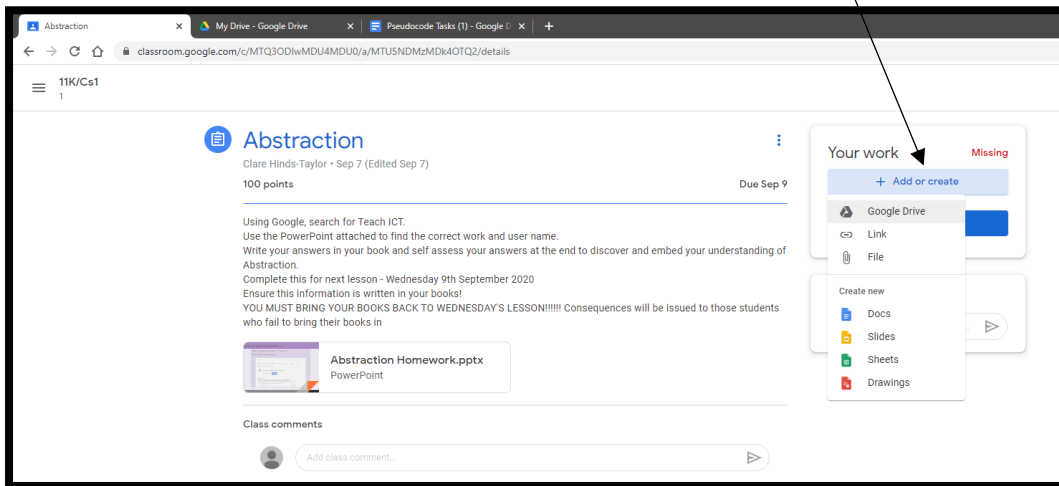 Abstraction
My Drive - Google Drive
Pseudocode Tasks (1) - Google D
classroom.google.com/c/MTQ3ODIwMDU4MDU0/a/MTU5NDMzMDk4OTQ2/details
11K/Cs1
1
Abstraction
Clare Hinds-Taylor • Sep 7 (Edited Sep 7)
100 points
Due Sep 9
Using Google, search for Teach ICT.
Use the PowerPoint attached to find the correct work and user name.
Write your answers in your book and self assess your answers at the end to discover and embed your understanding of
Abstraction.
Complete this for next lesson - Wednesday 9th September 2020
Ensure this information is written in your books!
YOU MUST BRING YOUR BOOKS BACK TO WEDNESDAY'S LESSON!!!!!! Consequences will be issued to those students
who fail to bring their books in
Abstraction Homework.pptx
PowerPoint
Class comments
Add class comment...
Your work
Missing
+ Add or create
Google Drive
Link
File
Create new
Docs
Slides
Sheets
Drawings